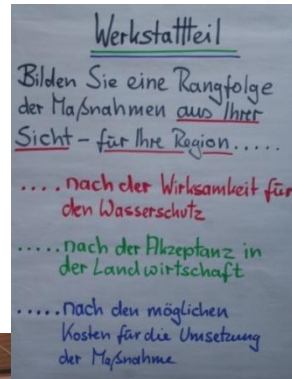 Werkstattteil
Bilden Sie eine Rangfolge
der Maßnahmen aus Ihrer
Sicht – für Ihre Region.....
....nach der Wirksamkeit für
den Wasserschutz
.....nach der Akzeptanz in
der Landwirtschaft
.....nach den möglichen
Kosten für die Umsetzung
der Maßnahme